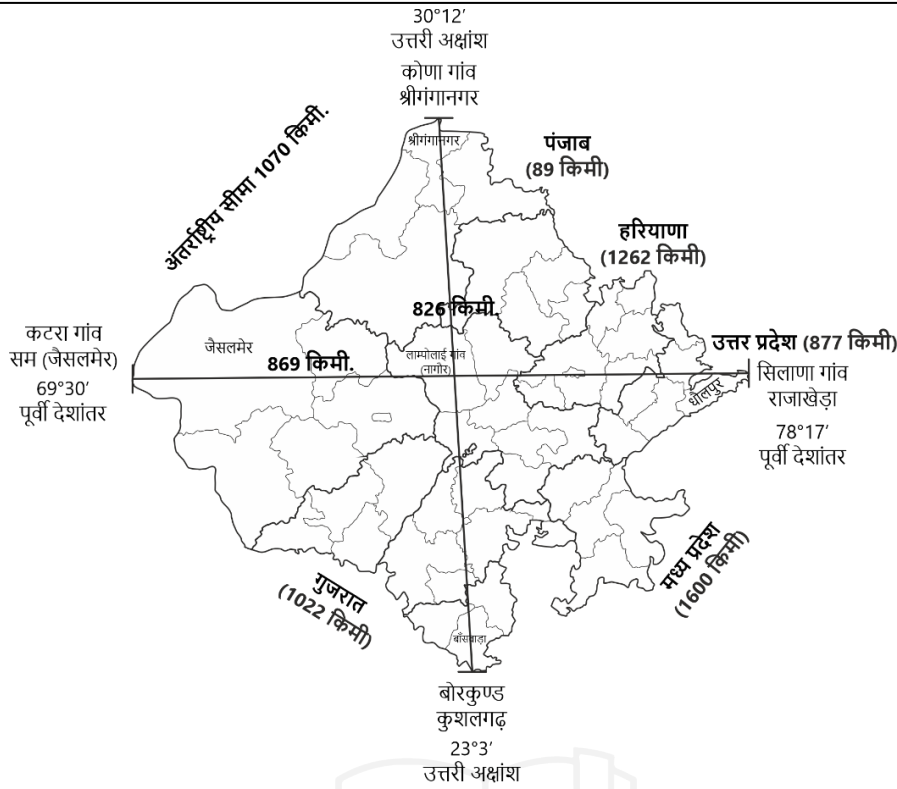 30°12′
उत्तरी अक्षांश
कोणा गांव
श्रीगंगानगर
अंतर्राष्ट्रीय सीमा 1070 किमी.
श्रीगंगानगर
पंजाब
(89 किमी)
हरियाणा
(1262 किमी)
826 किमी.
कटरा गांव
सम (जैसलमेर)
69°30′
पूर्वी देशांतर
जैसलमेर
869 किमी.
लाम्पोलाई गांव
(नागोर)
उत्तर प्रदेश (877 किमी)
सिलाणा गांव
राजाखेड़ा
78°17′
पूर्वी देशांतर
धौलपुर
मध्य प्रदेश
(1600 किमी)
गुजरात
(1022 किमी)
बाँसवाड़ा
बोरकुण्ड
कुशलगढ़
23°3′
उत्तरी अक्षांश